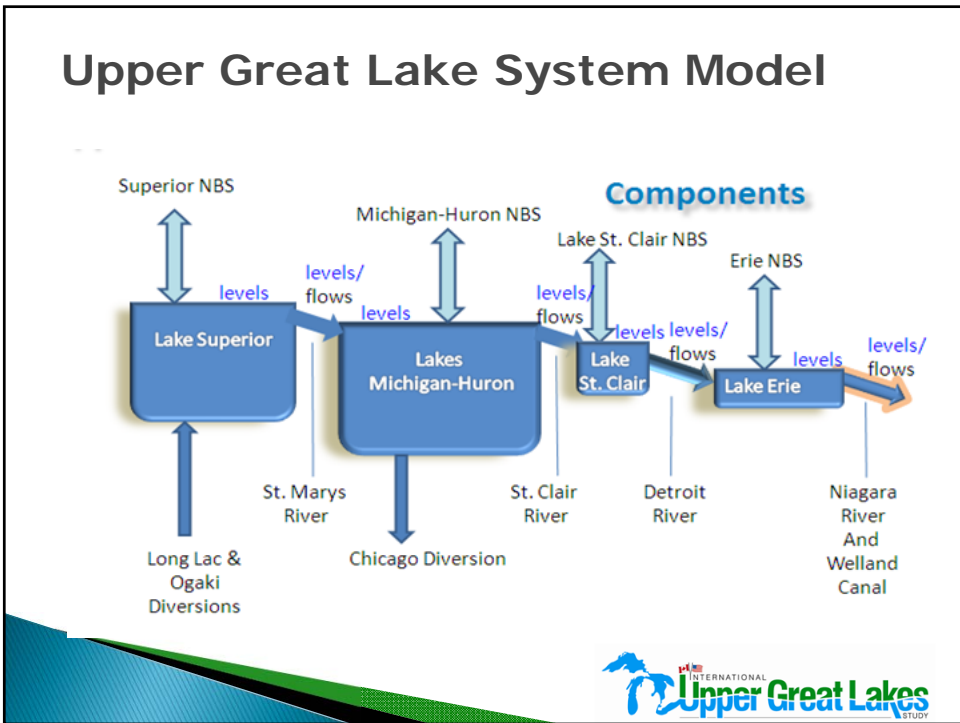 Upper Great Lake System Model
Components
Superior NBS
Michigan-Huron NBS
Lake St. Clair NBS
Erie NBS
levels
levels/
flows
levels
levels/
flows
levels
levels/
flows
levels
levels/
flows
Lake Superior
Lakes
Michigan-Huron
Lake
St. Clair
Lake Erie
St. Marys
River
St. Clair
River
Detroit
River
Niagara
River
And
Welland
Canal
Long Lac &
Ogaki
Diversions
Chicago Diversion
INTERNATIONAL
Upper Great Lakes
STUDY